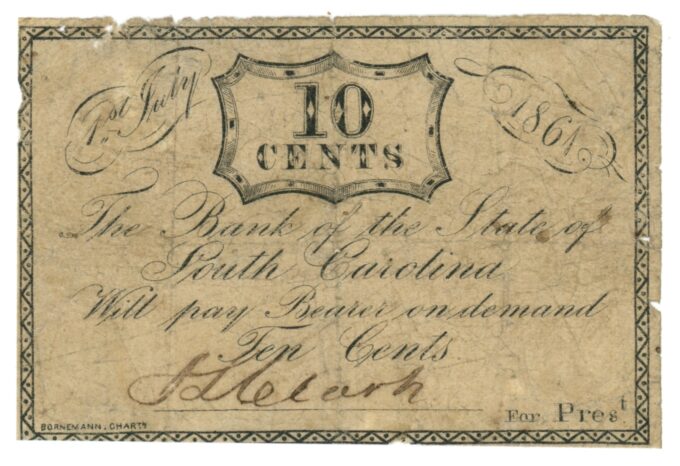 1st July
10
CENTS
1861
The Bank of the State of
South Carolina
Will pay Bearer on demand
Ten Cents
Clark
For Prest
BORNEMANN, CHARTN